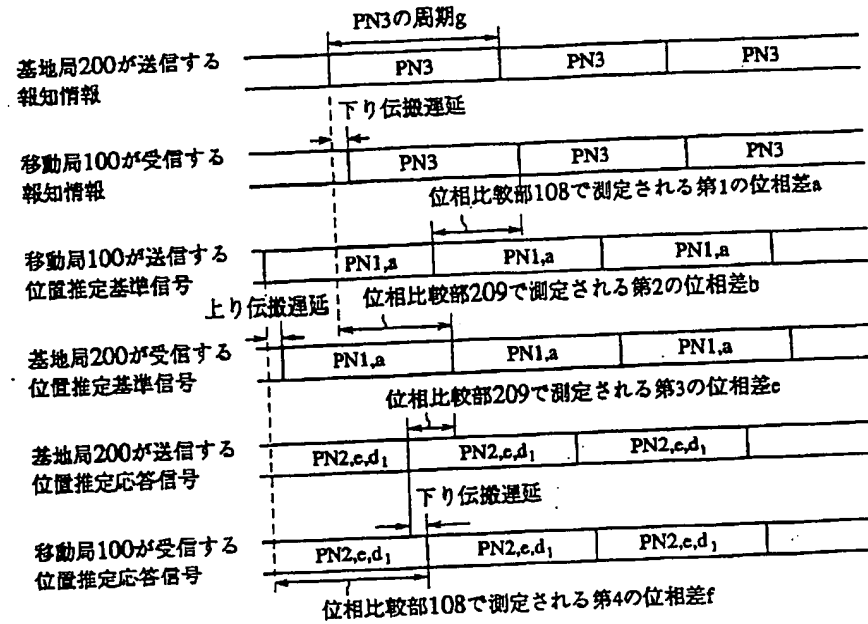 PN3の周期g
基地局200が送信する
報知情報
PN3 PN3 PN3
下り伝搬遅延
移動局100が受信する
報知情報
PN3 PN3 PN3
位相比較部108で測定される第1の位相差a
移動局100が送信する
位置推定基準信号
PN1,a PN1,a PN1,a
上り伝搬遅延
位相比較部209で測定される第2の位相差b
基地局200が受信する
位置推定基準信号
PN1,a PN1,a PN1,a
位相比較部209で測定される第3の位相差e
基地局200が送信する
位置推定応答信号
PN2,e,d1 PN2,e,d1 PN2,e,d1
下り伝搬遅延
移動局100が受信する
位置推定応答信号
PN2,e,d1 PN2,e,d1 PN2,e,d1
位相比較部108で測定される第4の位相差f